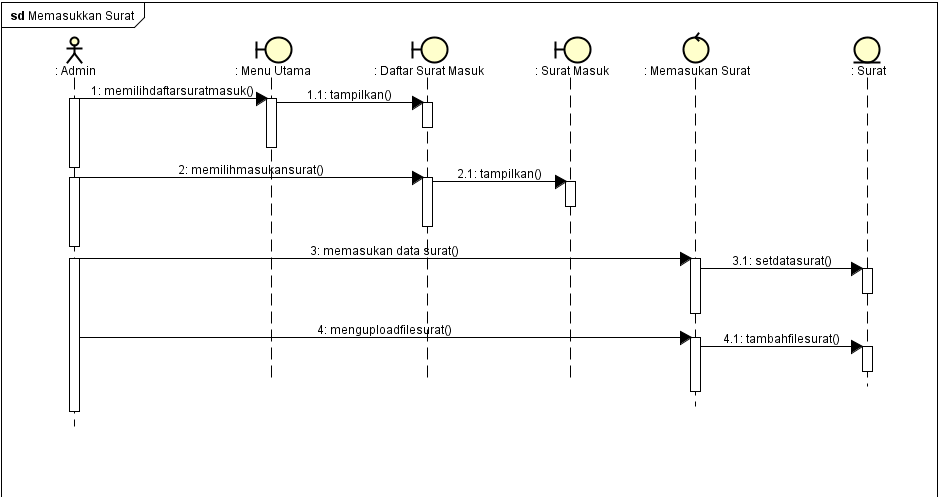 sd Memasukkan Surat
: Admin
: Menu Utama
: Daftar Surat Masuk
: Surat Masuk
: Memasukan Surat
: Surat
1: memilihdaftarsuratmasuk()
1.1: tampilkan()
2: memilihmasukansurat()
2.1: tampilkan()
3: memasukan data surat()
3.1: setdatasurat()
4: menguploadfilesurat()
4.1: tambahfilesurat()